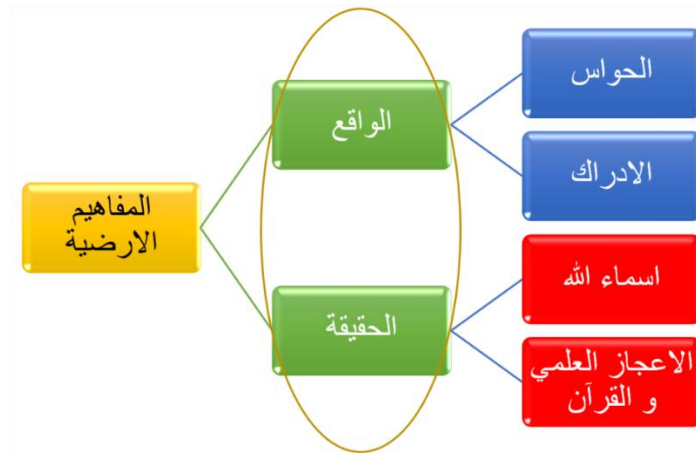 المفاهيم
الارضية
الواقع
الحواس
الادراك
الحقيقة
اسماء الله
الاعجاز العلمي
و القرآن